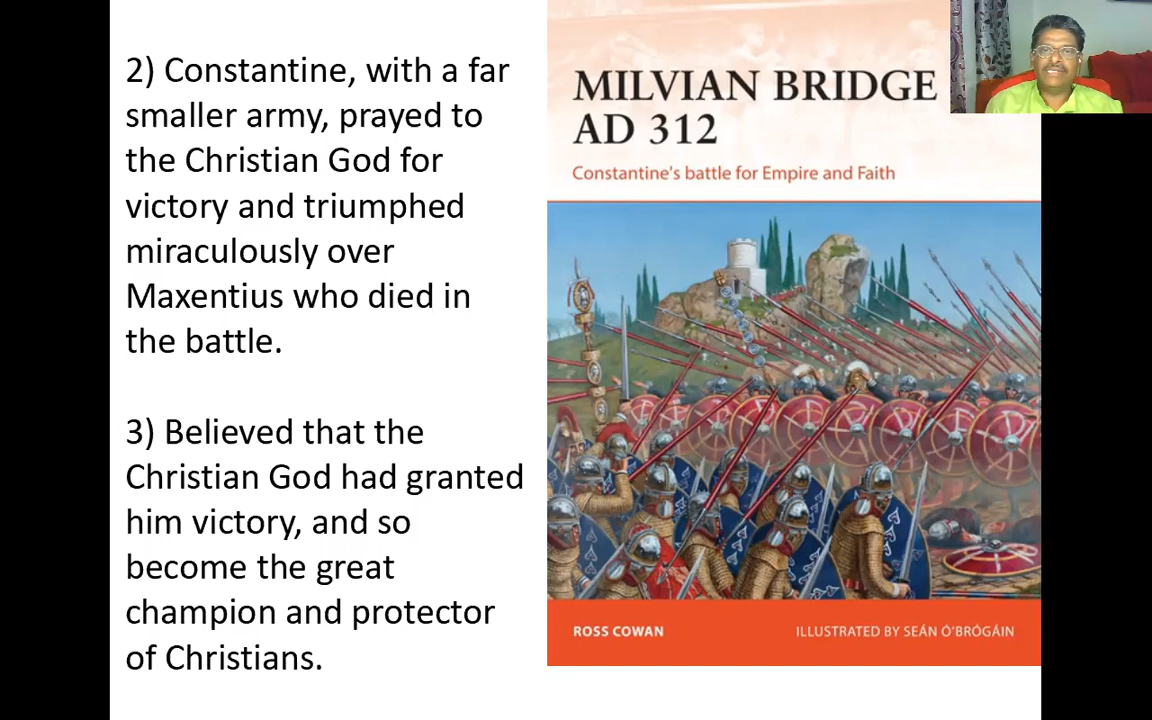 2) Constantine, with a far
smaller army, prayed to
the Christian God for
victory and triumphed
miraculously over
Maxentius who died in
the battle.
3) Believed that the
Christian God had granted
him victory, and so
become the great
champion and protector
of Christians.
MILVIAN BRIDGE
AD 312
Constantine's battle for Empire and Faith
ROSS COWAN
ILLUSTRATED BY SEÁN Ó'BRÓGÁIN